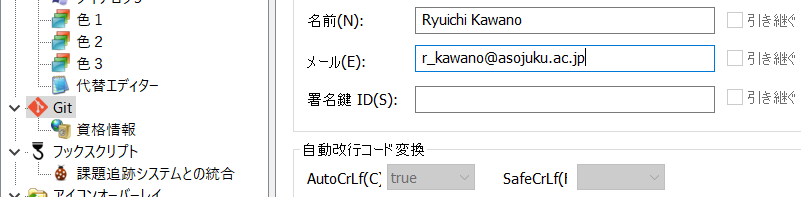 色 1
色 2
色 3
代替エディター
Git
資格情報
フックスクリプト
課題追跡システムとの統合
アイコンオーバーレイ
名前(N): Ryuichi Kawano 引き継ぐ
メール(E): r_kawano@asojuku.ac.jp 引き継ぐ
署名鍵 ID(S): 引き継ぐ
自動改行コード変換
AutoCrLf(C) true SafeCrLf(F